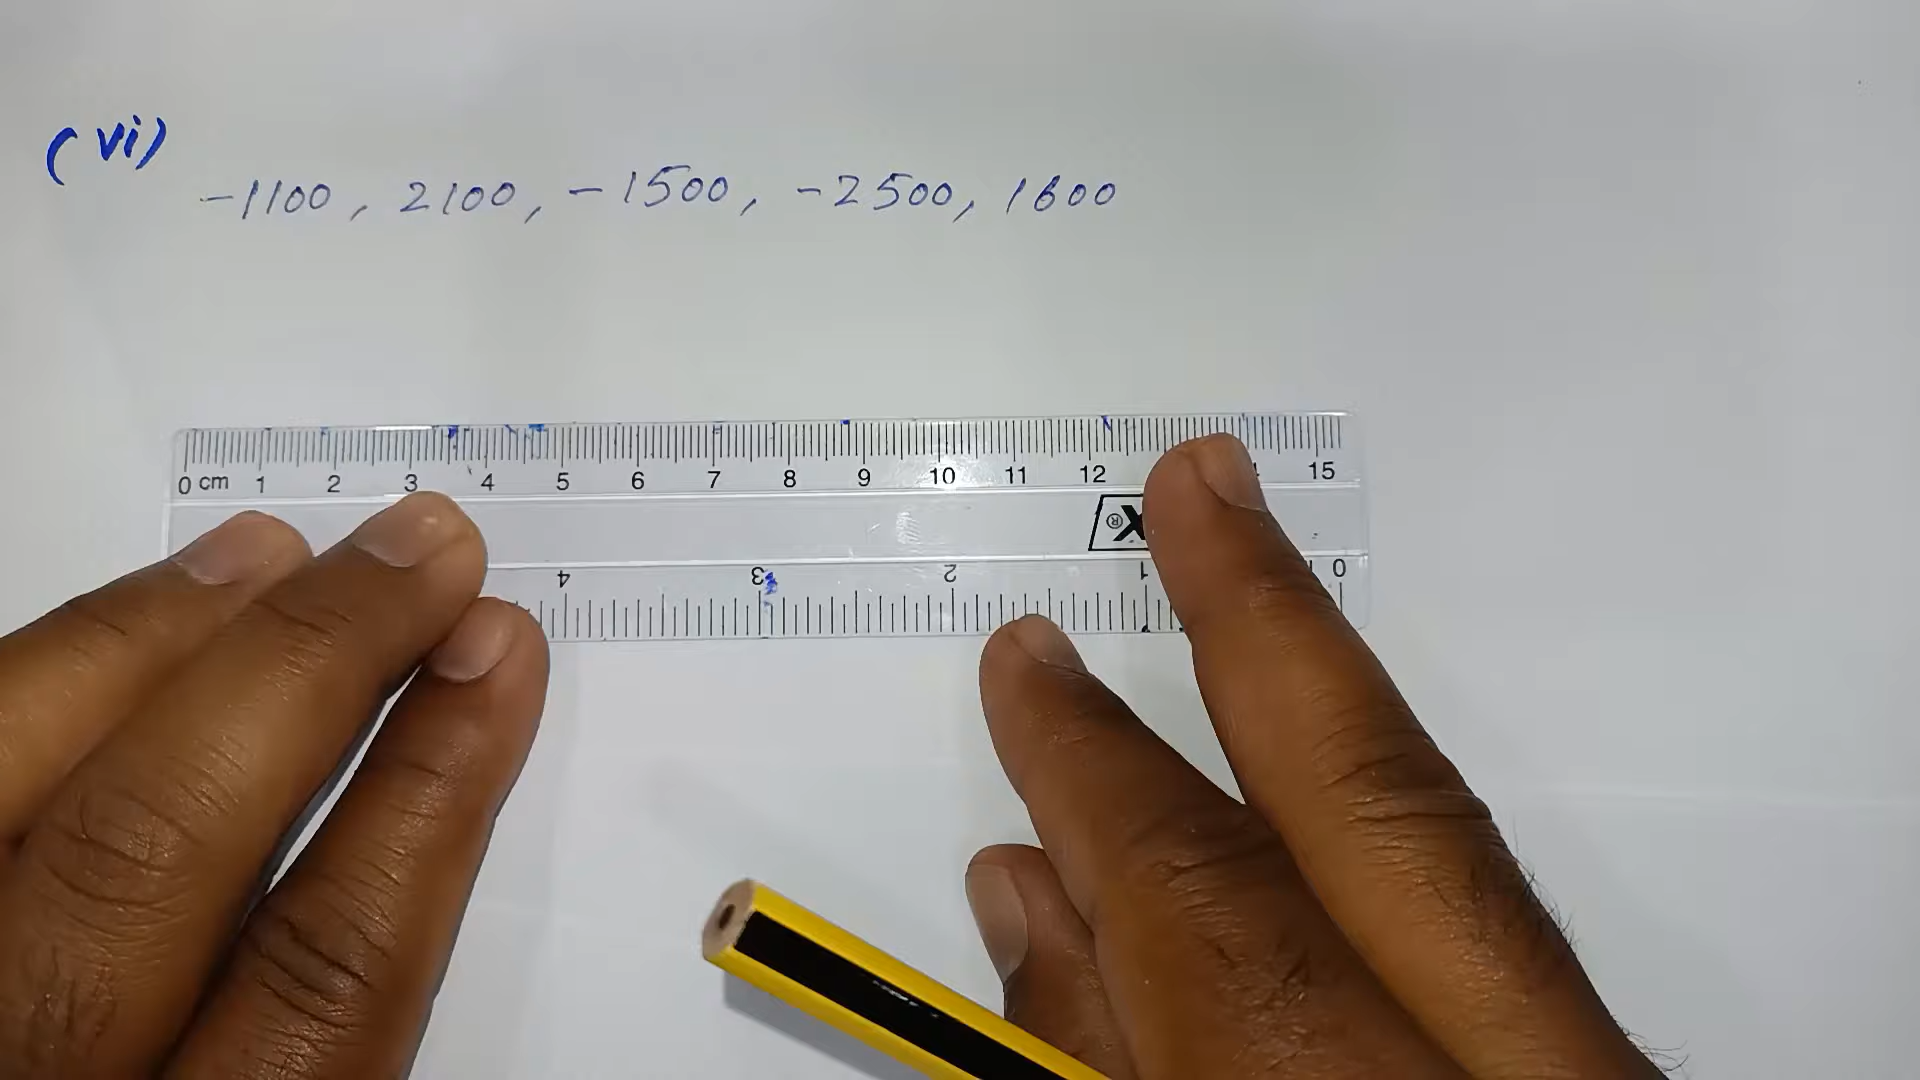 (vi)
-1100, 2100, -1500, -2500, 1600
0 cm 1 2 3 4 5 6 7 8 9 10 11 12 15
X®
4 3 2 1 0